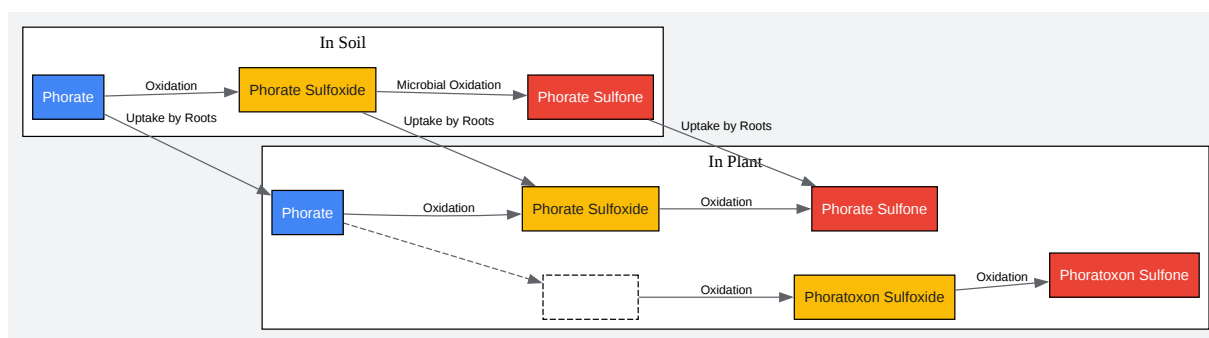 In Soil
Phorate
Oxidation
Phorate Sulfoxide
Microbial Oxidation
Phorate Sulfone
Uptake by Roots
Uptake by Roots
Uptake by Roots
In Plant
Phorate
Oxidation
Phorate Sulfoxide
Oxidation
Phorate Sulfone
Oxidation
Phoratoxon Sulfoxide
Oxidation
Phoratoxon Sulfone